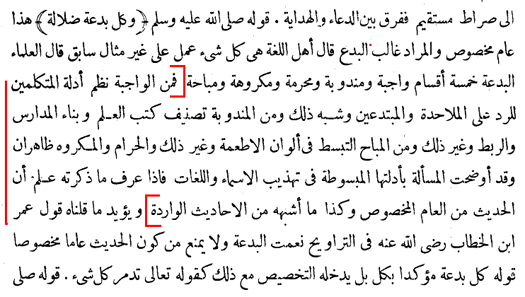 الى صراط مستقيم ففرق بين الدعاء والهداية . قوله صلى الله عليه وسلم ﴿وكل بدعة ضلالة﴾ هذا
عام مخصوص والمراد غالب البدع قال أهل اللغة هى كل شىء عمل على غير مثال سابق قال العلماء
البدعة خمسة أقسام واجبة ومندوبة ومحرمة ومكروهة ومباحة فمن الواجبة نظم أدلة المتكلمين
للرد على الملاحدة والمبتدعين وشبه ذلك ومن المندوبة تصنيف كتب العلم وبناء المدارس
والربط وغير ذلك ومن المباح التبسط فى ألوان الاطعمة وغير ذلك والحرام والمكروه ظاهران
وقد أوضحت المسألة بأدلتها المبسوطة فى تهذيب الاسماء واللغات فاذا عرف ما ذكرته علم أن
الحديث من العام المخصوص وكذا ما أشبهه من الاحاديث الواردة ويؤيد ما قلناه قول عمر
ابن الخطاب رضى الله عنه فى التراويح نعمت البدعة ولا يمنع من كون الحديث عاما مخصوصا
قوله كل بدعة مؤكدا بكل بل يدخله التخصيص مع ذلك كقوله تعالى تدمر كل شىء . قوله صلى